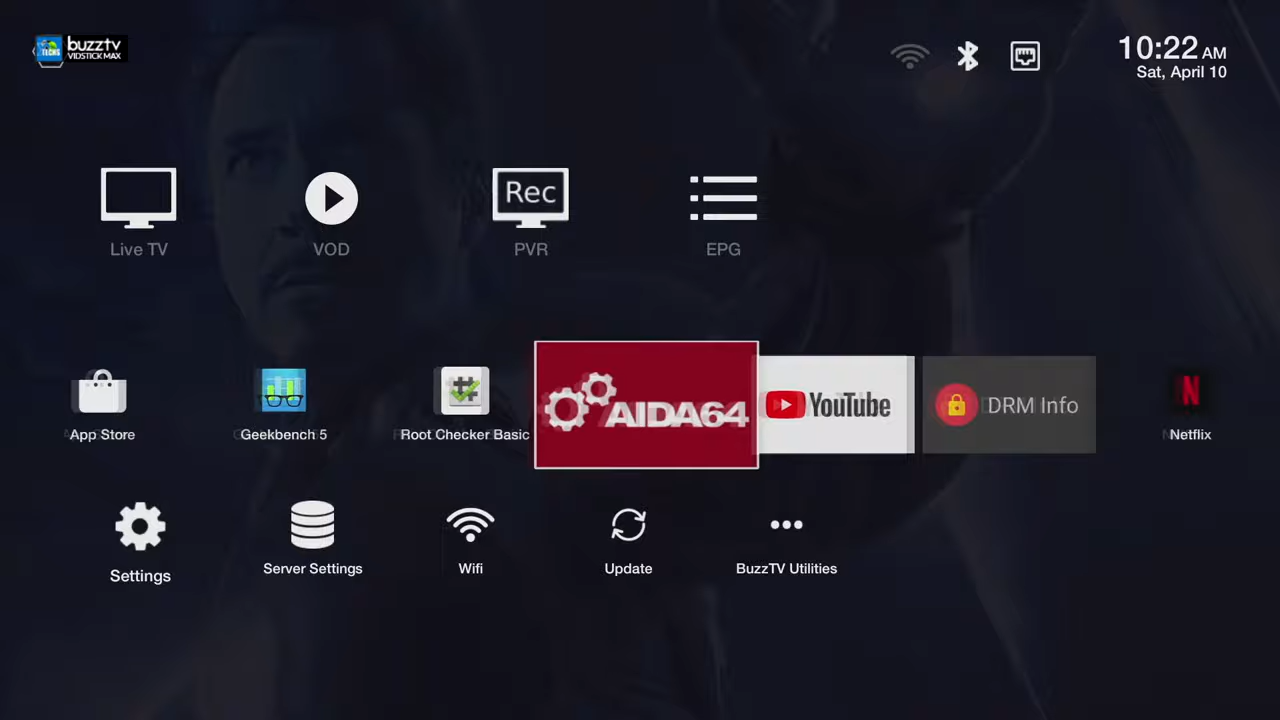 TECHS
buzztv
VIDSTICK MAX
10:22 AM
Sat, April 10
Live TV
VOD
Rec
PVR
EPG
App Store
Geekbench 5
Root Checker Basic
AIDA64
YouTube
DRM Info
N
Netflix
Settings
Server Settings
Wifi
Update
BuzzTV Utilities